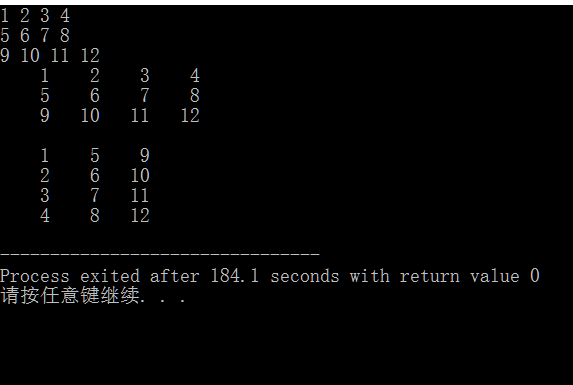 1 2 3 4
5 6 7 8
9 10 11 12
    1    2    3    4
    5    6    7    8
    9   10   11   12

    1    5    9
    2    6   10
    3    7   11
    4    8   12

--------------------------------
Process exited after 184.1 seconds with return value 0
请按任意键继续. . .